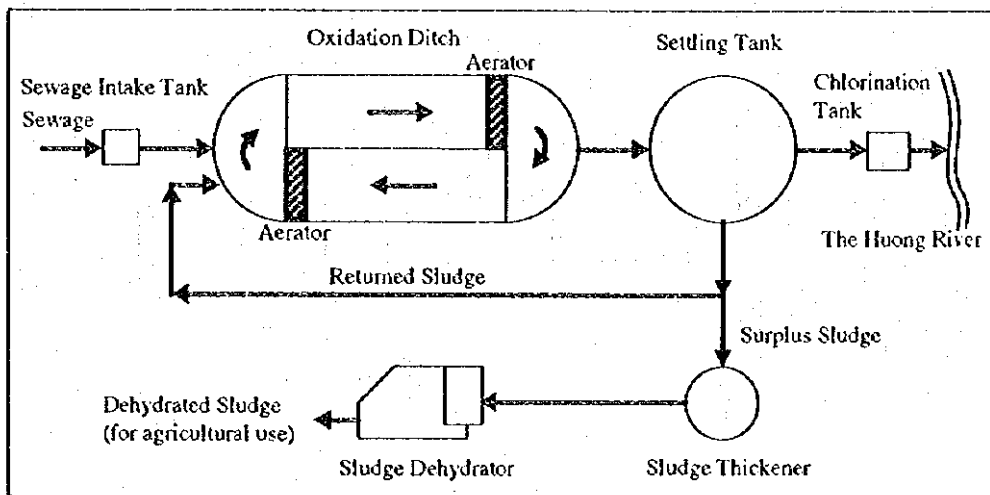 Oxidation Ditch
Settling Tank
Aerator
Chlorination
Tank
Sewage Intake Tank
Sewage
Aerator
The Huong River
Returned Sludge
Surplus Sludge
Dehydrated Sludge
(for agricultural use)
Sludge Dehydrator
Sludge Thickener